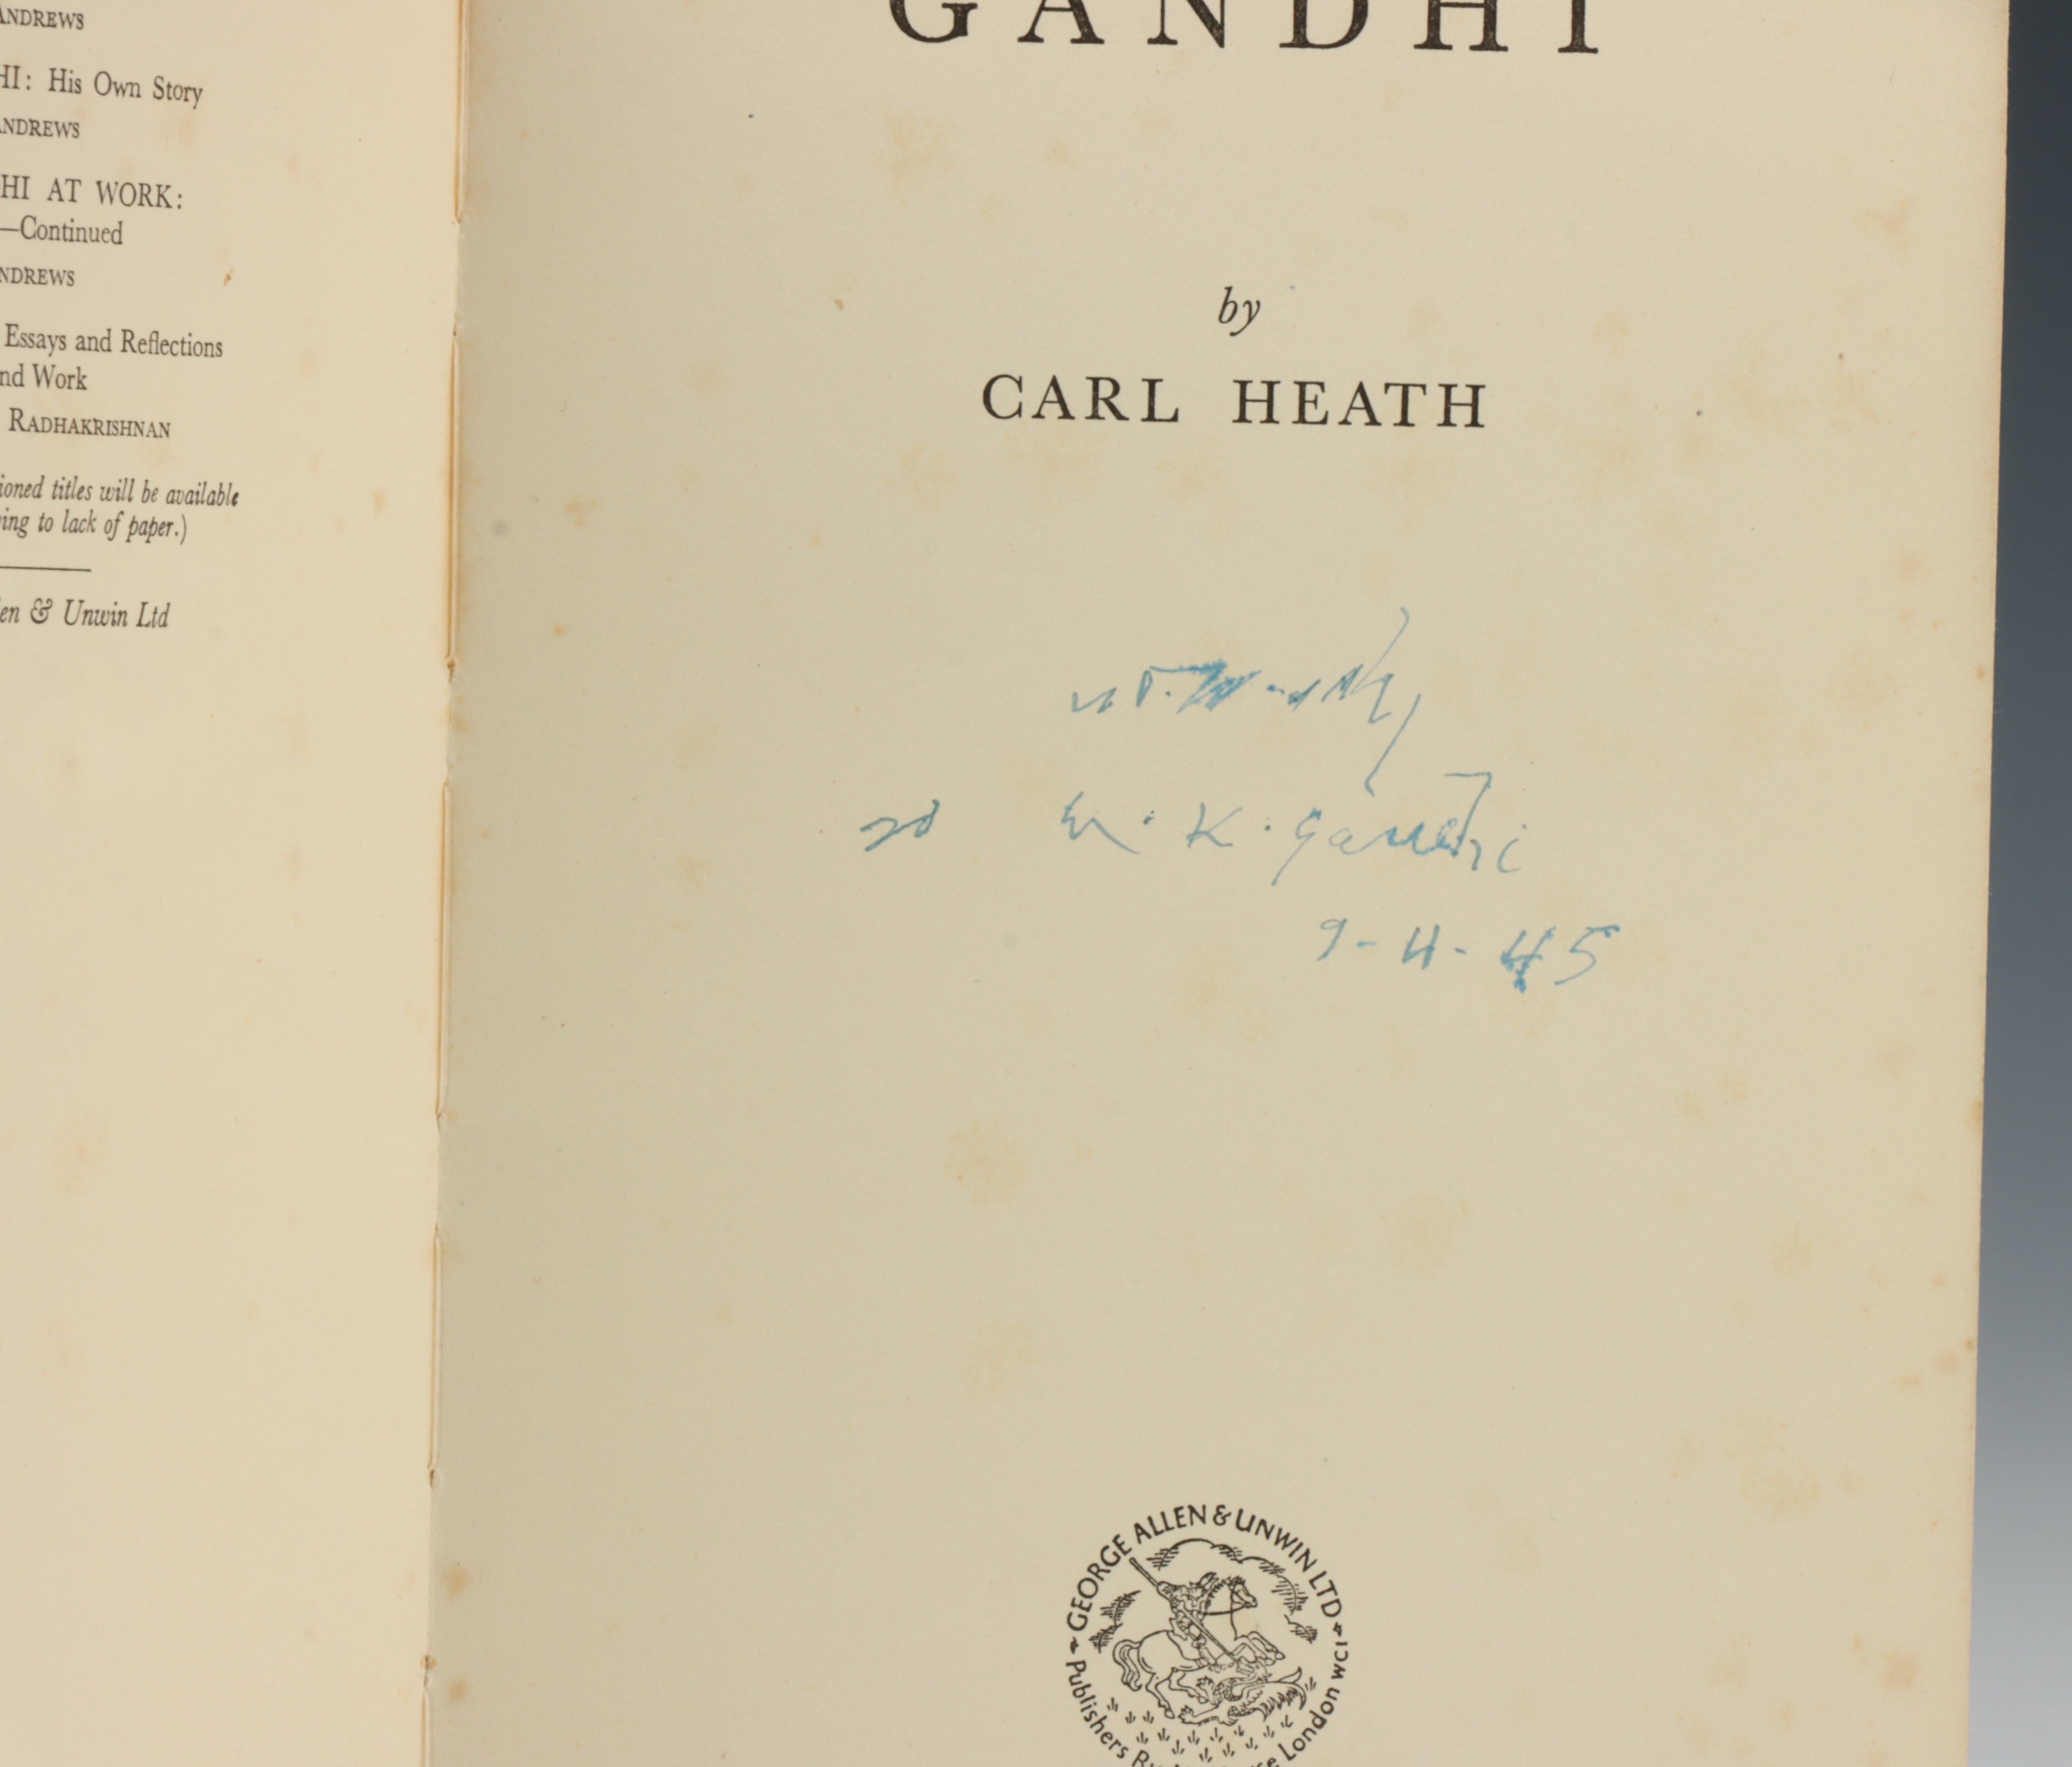 ANDREWS
HI: His Own Story
ANDREWS
HI AT WORK:
—Continued
NDREWS
Essays and Reflections
nd Work
RADHAKRISHNAN
ioned titles will be available
ing to lack of paper.)
en & Unwin Ltd
GANDHI
by
CARL HEATH
M. K. Gandhi
9-4-45
GEORGE ALLEN & UNWIN LTD
Publishers London WC1